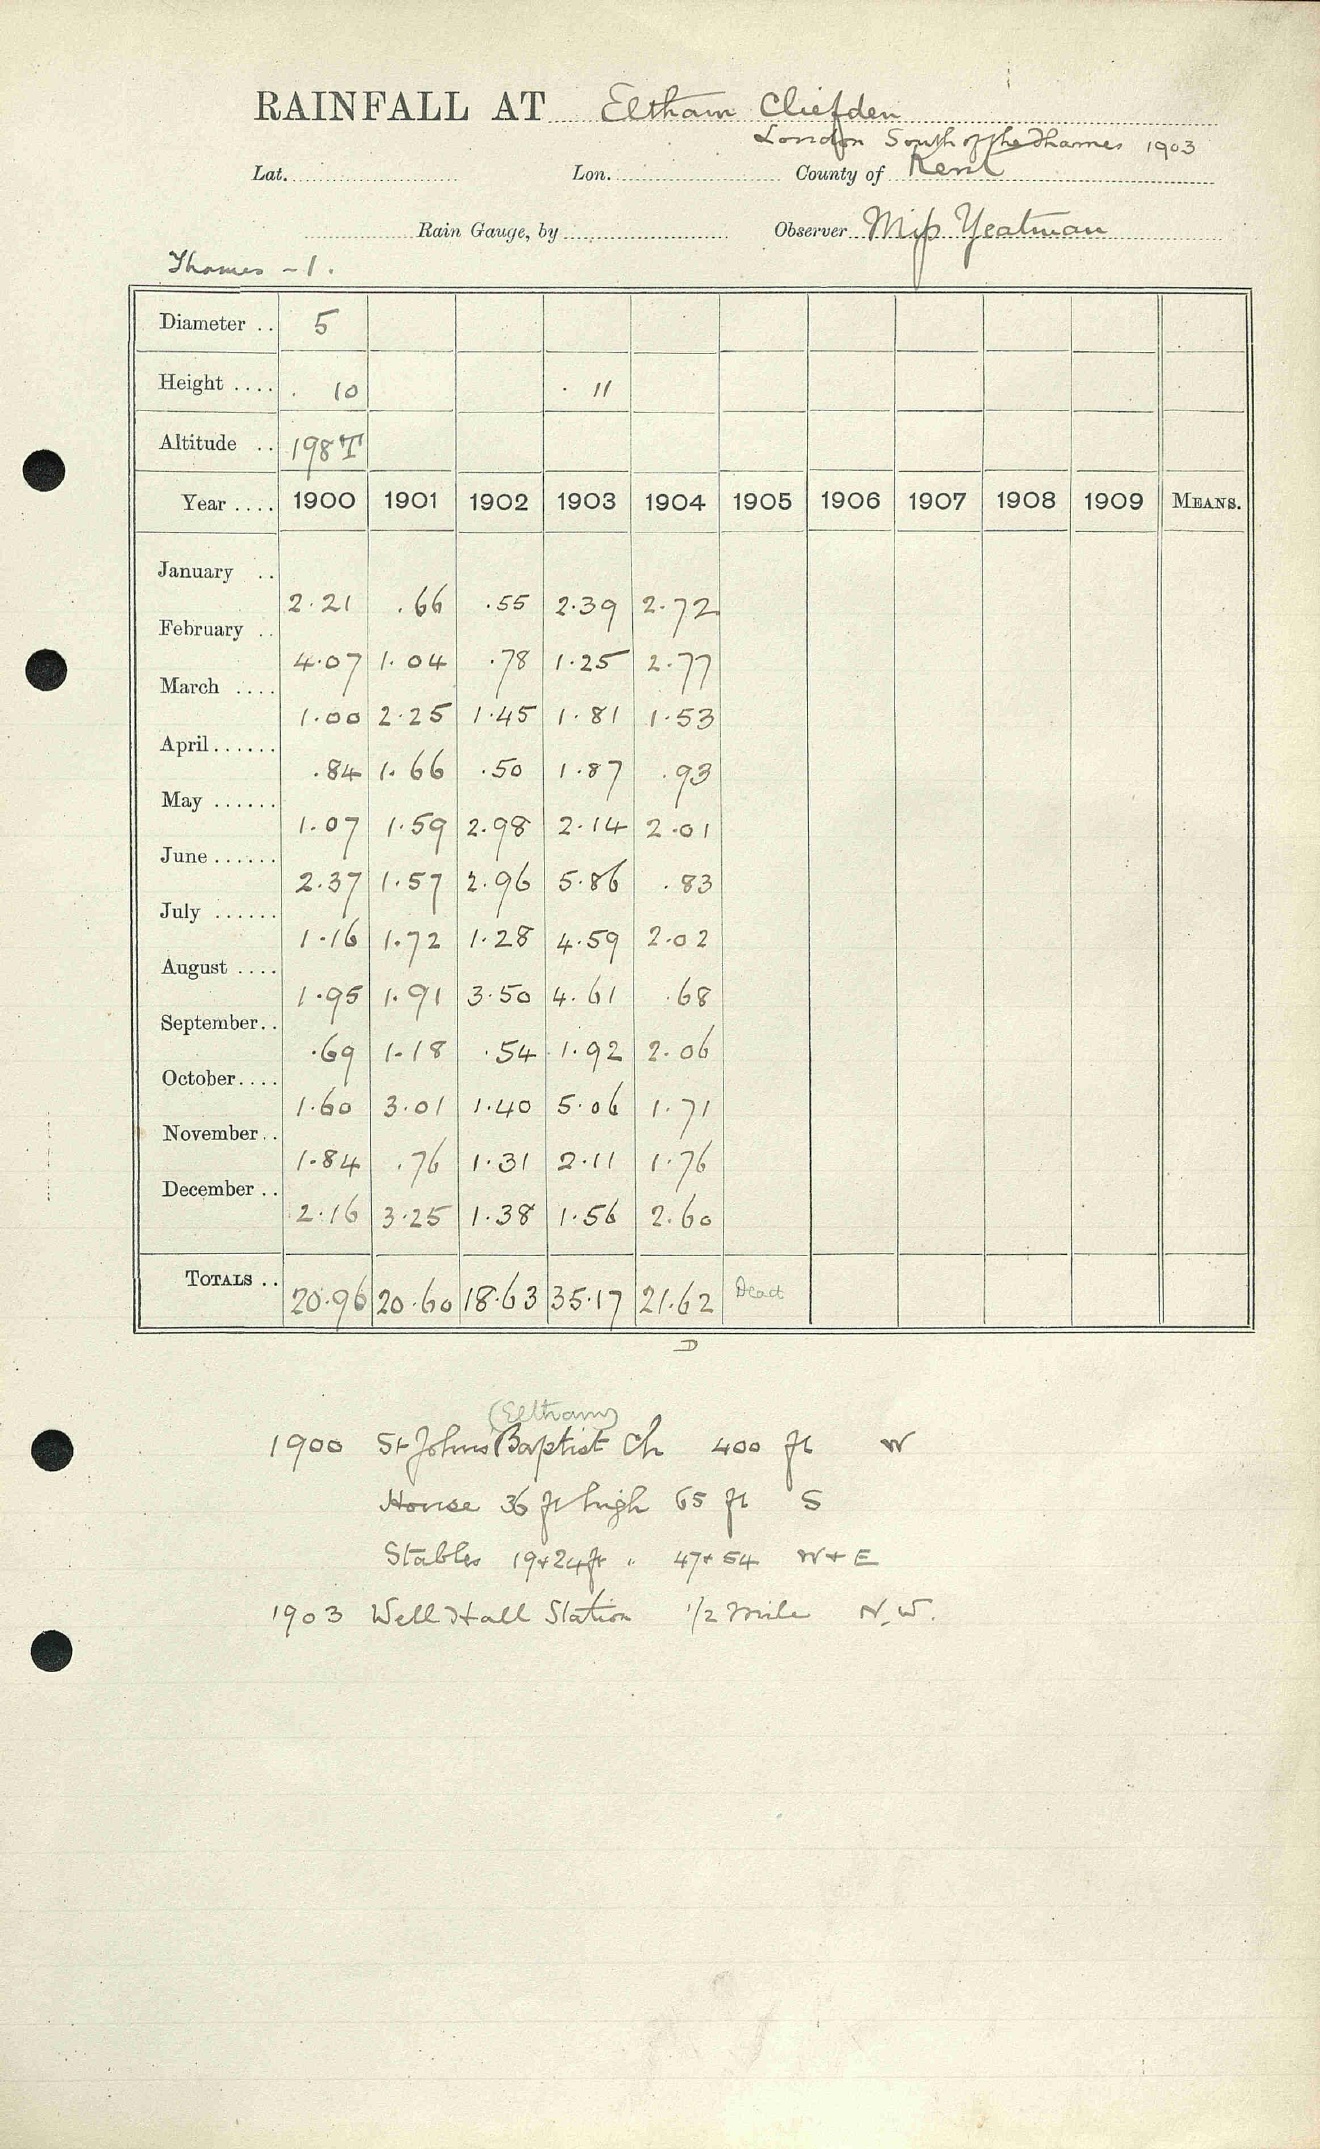 RAINFALL AT Eltham Cliefden
London South of the Thames 1903
Lat. Lon. County of Kent
Rain Gauge, by Observer Miss Yeatman
Thames - 1.
Diameter .. 5
Height .... 10 11
Altitude .. 198 T
Year .... 1900 1901 1902 1903 1904 1905 1906 1907 1908 1909 MEANS.
January .. 2.21 .66 .55 2.39 2.72
February .. 4.07 1.04 .78 1.25 2.77
March .... 1.00 2.25 1.45 1.81 1.53
April ...... .84 1.66 .50 1.87 .93
May ...... 1.07 1.59 2.98 2.14 2.01
June ...... 2.37 1.57 2.96 5.86 .83
July ...... 1.16 1.72 1.28 4.59 2.02
August .... 1.95 1.91 3.50 4.61 .68
September .. .69 1.18 .54 1.92 2.06
October .... 1.60 3.01 1.40 5.06 1.71
November .. 1.84 .76 1.31 2.11 1.76
December .. 2.16 3.25 1.38 1.56 2.60
TOTALS .. 20.96 20.60 18.63 35.17 21.62 Dead
D
(Eltham)
1900 St Johns Baptist Ch 400 ft W
House 36 ft high 65 ft S
Stables 19 + 24 ft " 47 + 54 W + E
1903 Well Hall Station 1/2 mile N.W.